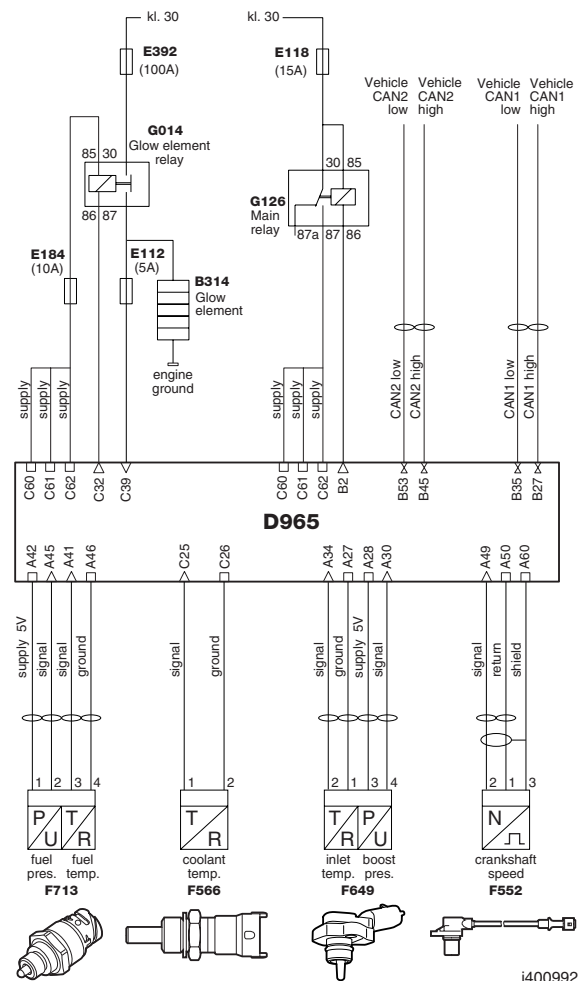 kl. 30
kl. 30
E392
(100A)
E118
(15A)
Vehicle CAN2 low
Vehicle CAN2 high
Vehicle CAN1 low
Vehicle CAN1 high
G014
Glow element
relay
85 30
86 87
30 85
G126
Main
relay
87a 87 86
E184
(10A)
E112
(5A)
B314
Glow
element
engine
ground
supply
supply
supply
supply
supply
supply
CAN2 low
CAN2 high
CAN1 low
CAN1 high
C60 C61 C62 C32 C39 C60 C61 C62 B2 B53 B45 B35 B27
D965
A42 A45 A41 A46 C25 C26 A34 A27 A28 A30 A49 A50 A60
supply 5V
signal
signal
ground
signal
ground
signal
ground
supply 5V
signal
signal
return
shield
1 2 3 4 1 2 2 1 3 4 2 1 3
P U T R T R T R P U N
fuel pres.
fuel temp.
F713
coolant
temp.
F566
inlet temp.
boost pres.
F649
crankshaft
speed
F552
i400992